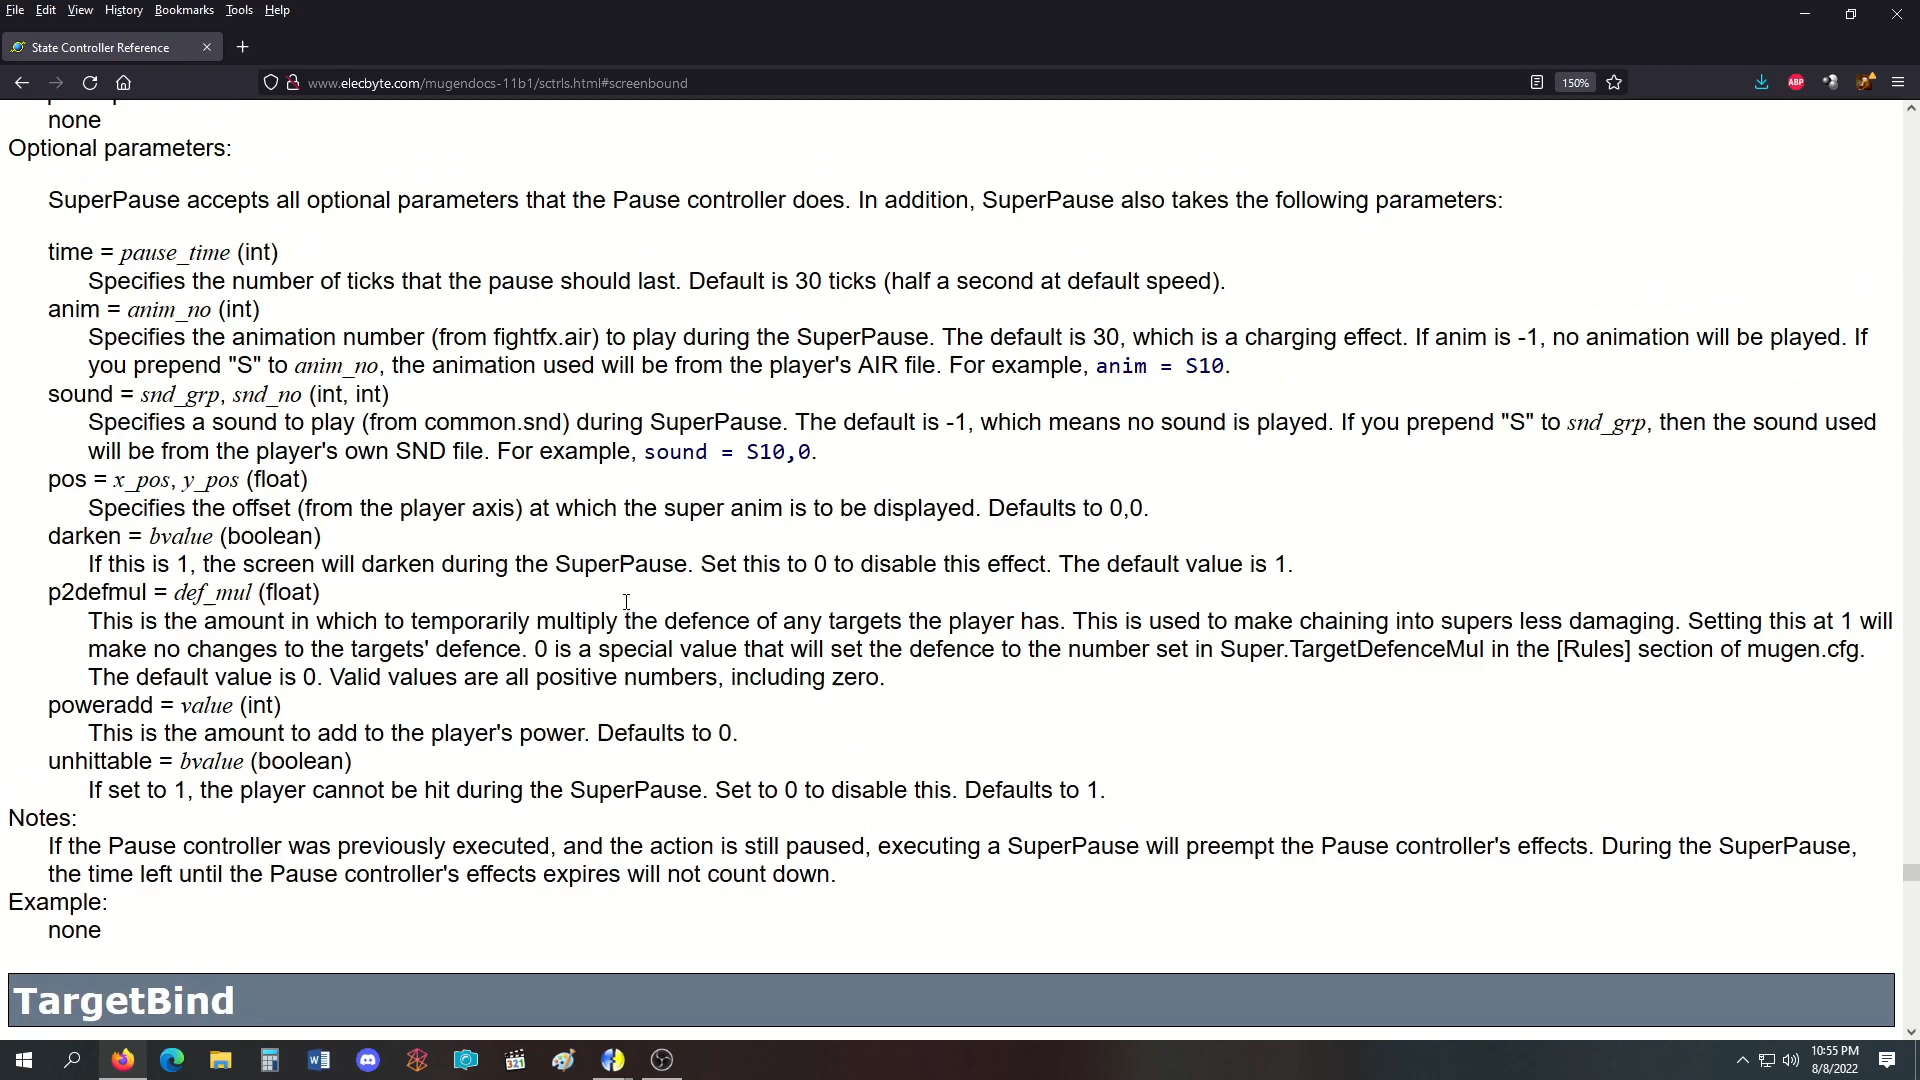 File Edit View History Bookmarks Tools Help
State Controller Reference
www.elecbyte.com/mugendocs-11b1/sctrls.html#screenbound
150%
ABP
none
Optional parameters:
SuperPause accepts all optional parameters that the Pause controller does. In addition, SuperPause also takes the following parameters:
time = pause_time (int)
Specifies the number of ticks that the pause should last. Default is 30 ticks (half a second at default speed).
anim = anim_no (int)
Specifies the animation number (from fightfx.air) to play during the SuperPause. The default is 30, which is a charging effect. If anim is -1, no animation will be played. If
you prepend "S" to anim_no, the animation used will be from the player's AIR file. For example, anim = S10.
sound = snd_grp, snd_no (int, int)
Specifies a sound to play (from common.snd) during SuperPause. The default is -1, which means no sound is played. If you prepend "S" to snd_grp, then the sound used
will be from the player's own SND file. For example, sound = S10,0.
pos = x_pos, y_pos (float)
Specifies the offset (from the player axis) at which the super anim is to be displayed. Defaults to 0,0.
darken = bvalue (boolean)
If this is 1, the screen will darken during the SuperPause. Set this to 0 to disable this effect. The default value is 1.
p2defmul = def_mul (float)
This is the amount in which to temporarily multiply the defence of any targets the player has. This is used to make chaining into supers less damaging. Setting this at 1 will
make no changes to the targets' defence. 0 is a special value that will set the defence to the number set in Super.TargetDefenceMul in the [Rules] section of mugen.cfg.
The default value is 0. Valid values are all positive numbers, including zero.
poweradd = value (int)
This is the amount to add to the player's power. Defaults to 0.
unhittable = bvalue (boolean)
If set to 1, the player cannot be hit during the SuperPause. Set to 0 to disable this. Defaults to 1.
Notes:
If the Pause controller was previously executed, and the action is still paused, executing a SuperPause will preempt the Pause controller's effects. During the SuperPause,
the time left until the Pause controller's effects expires will not count down.
Example:
none
TargetBind
321
10:55 PM
8/8/2022